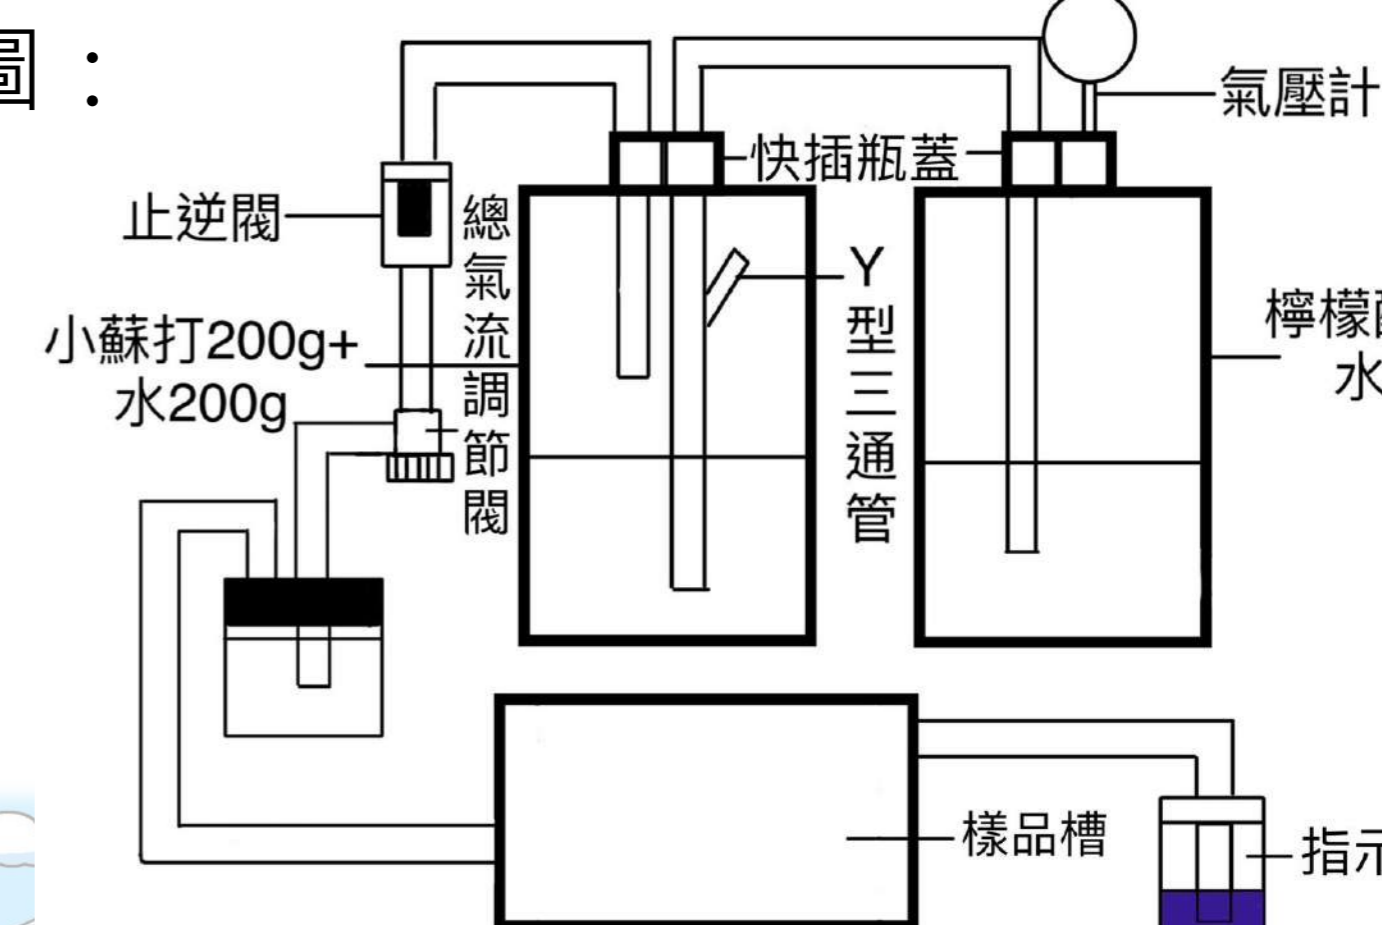 圖：
氣壓計
快插瓶蓋
止逆閥
總氣流調節閥
Y型三通管
小蘇打200g+
水200g
檸檬
水
樣品槽
指示